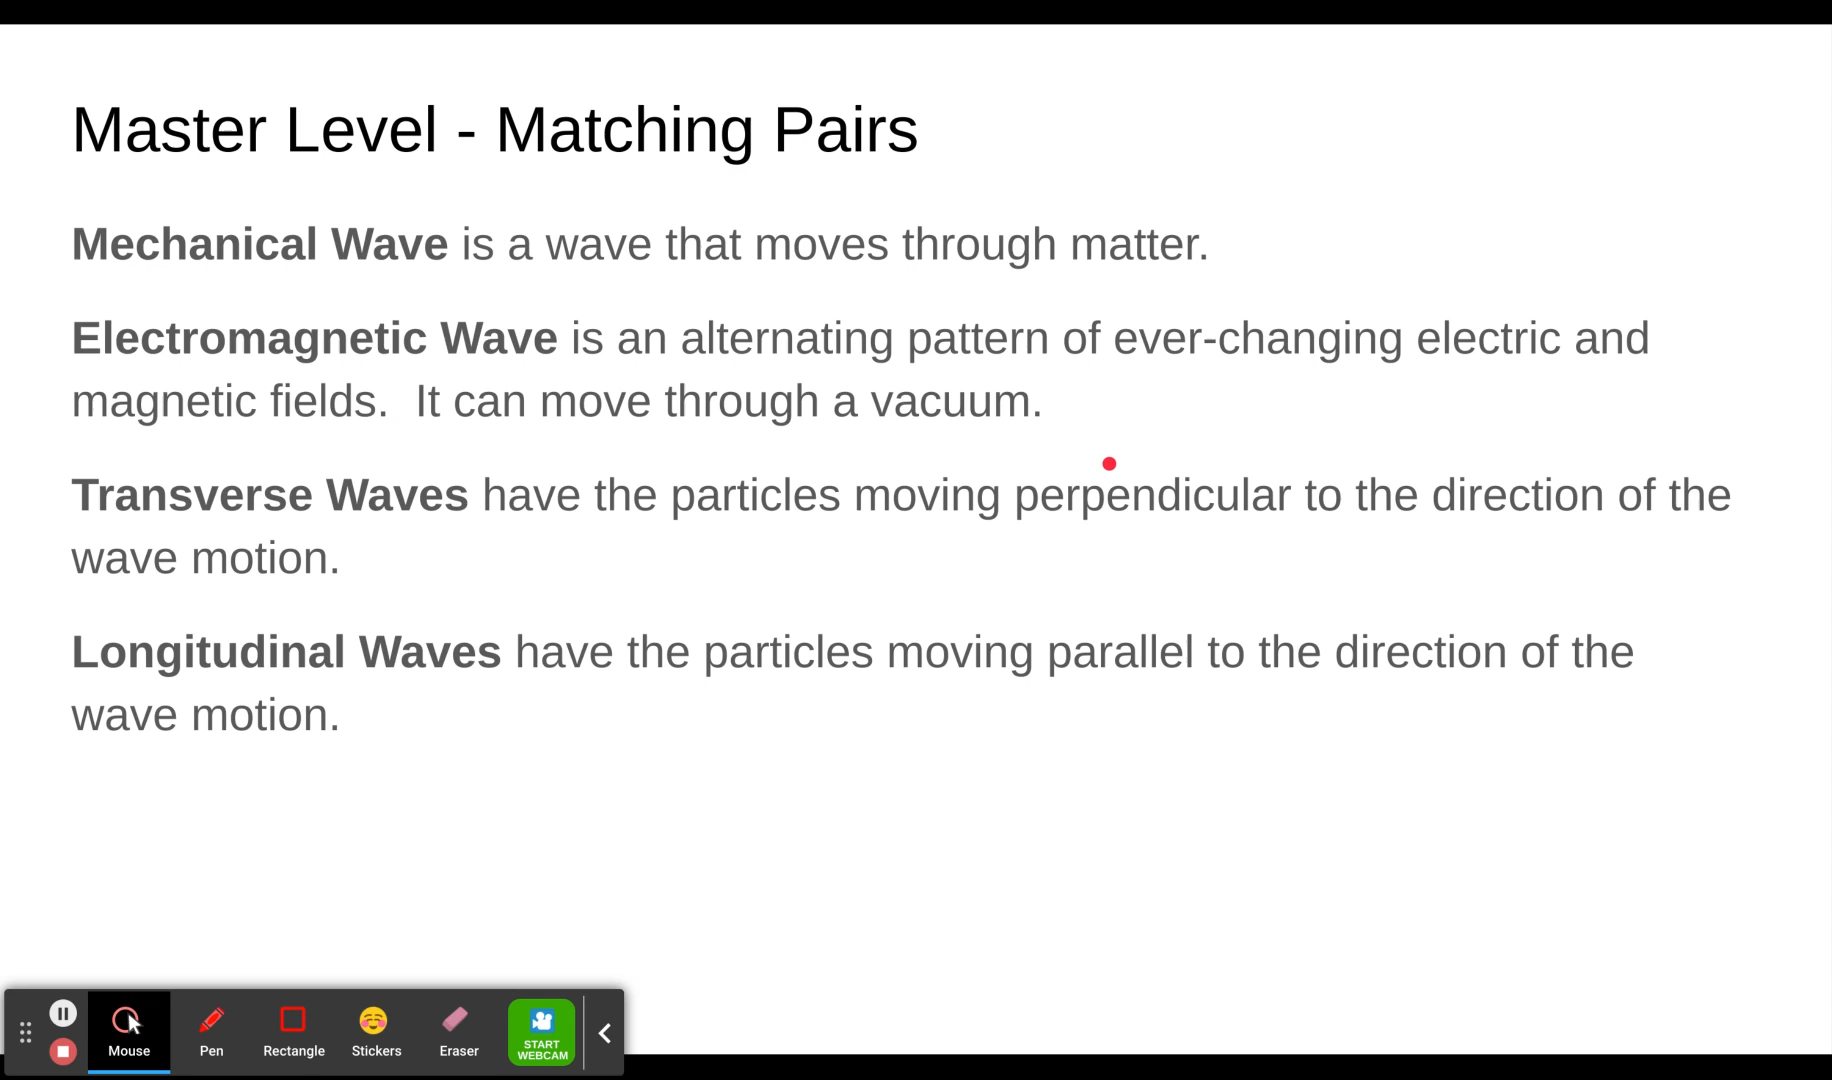 Master Level - Matching Pairs
Mechanical Wave is a wave that moves through matter.
Electromagnetic Wave is an alternating pattern of ever-changing electric and
magnetic fields.  It can move through a vacuum.
Transverse Waves have the particles moving perpendicular to the direction of the
wave motion.
Longitudinal Waves have the particles moving parallel to the direction of the
wave motion.
Mouse Pen Rectangle Stickers Eraser
START
WEBCAM